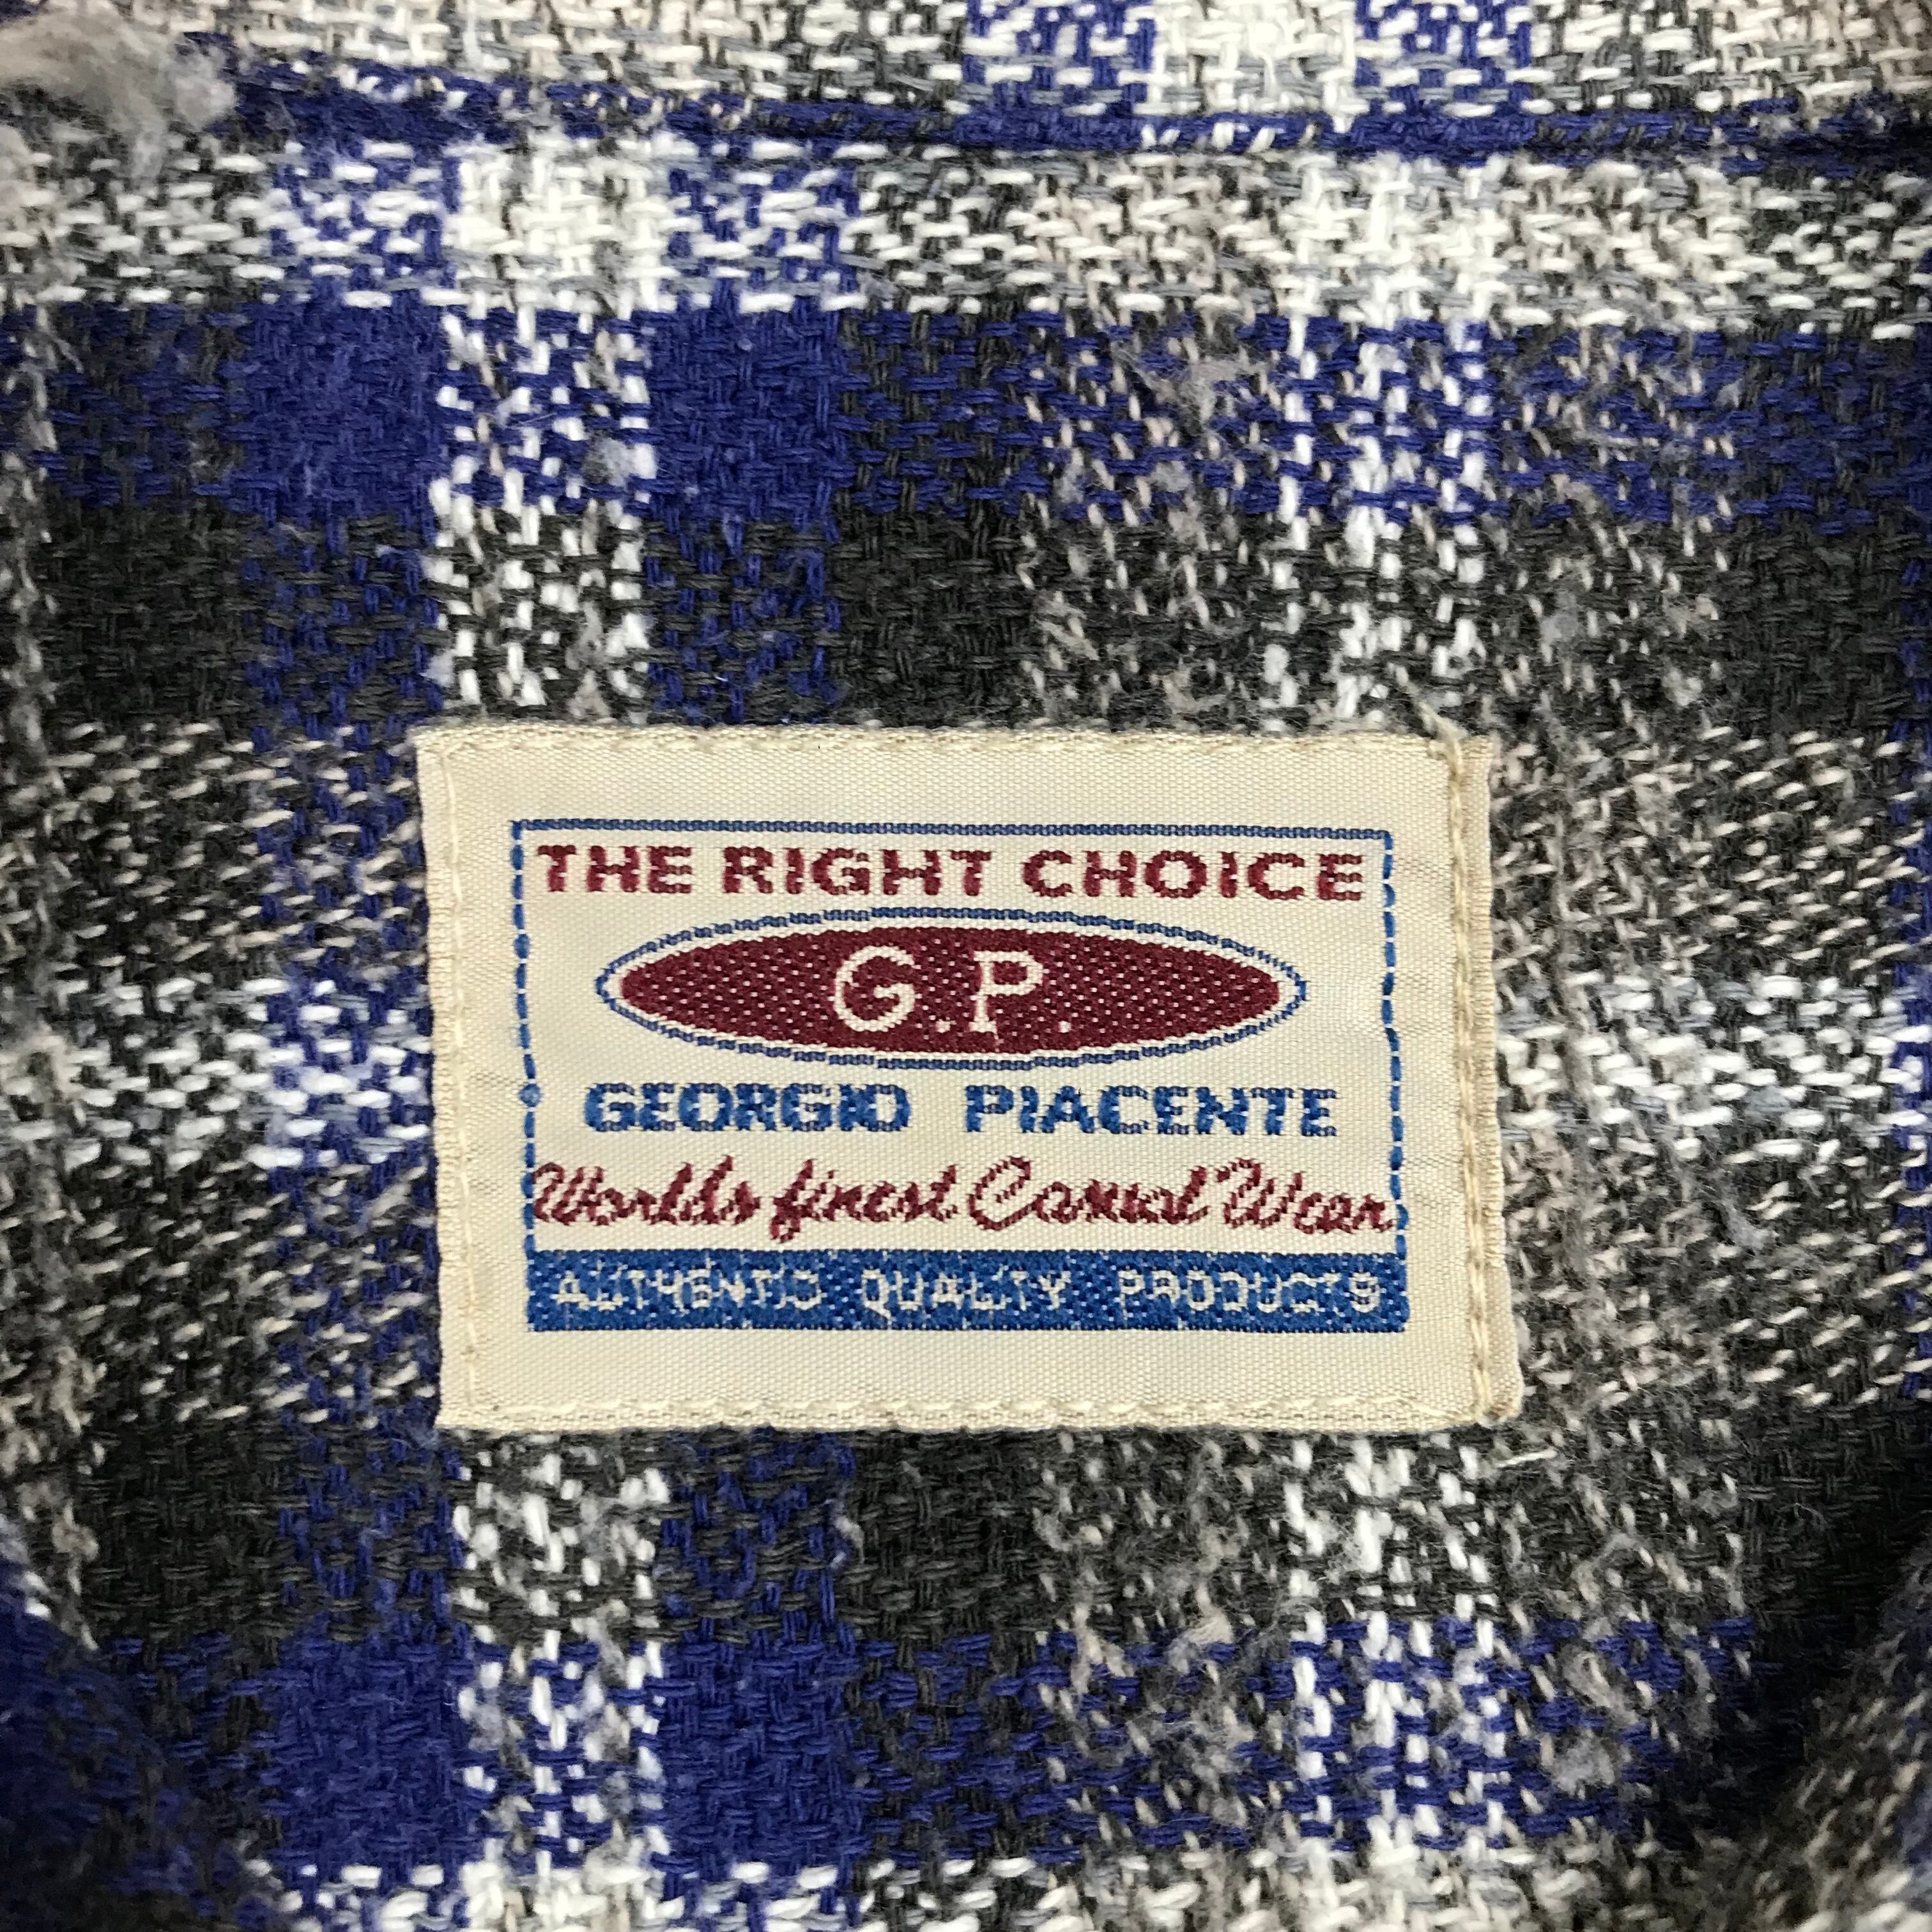 THE RIGHT CHOICE
G.P.
GEORGIO PIACENTE
Worlds finest Casual Wear
AUTHENTIC QUALITY PRODUCTS